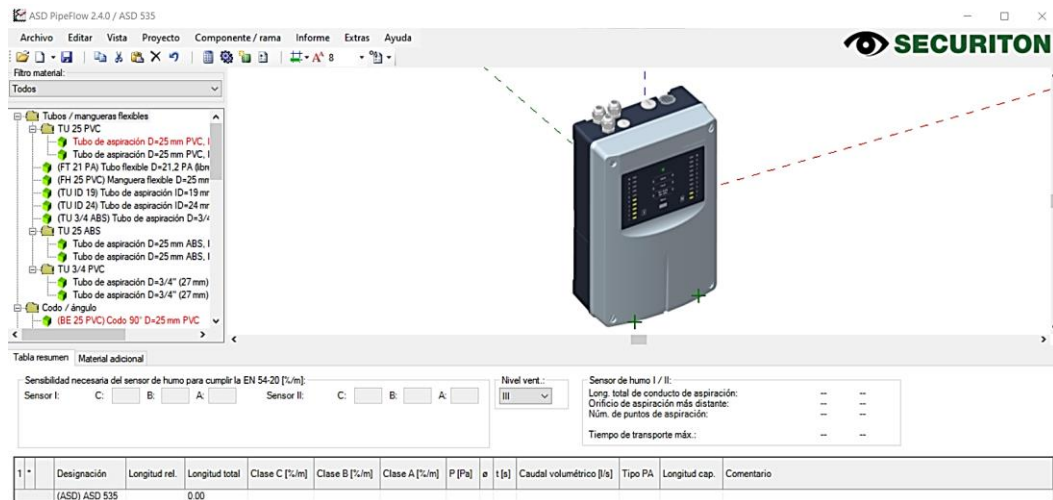 ASD PipeFlow 2.4.0 / ASD 535
Archivo Editar Vista Proyecto Componente / rama Informe Extras Ayuda
SECURITON
8
Filtro material:
Todos
Tubos / mangueras flexibles
TU 25 PVC
Tubo de aspiración D=25 mm PVC, I
Tubo de aspiración D=25 mm PVC, I
(FT 21 PA) Tubo flexible D=21,2 PA (libre
(FH 25 PVC) Manguera flexible D=25 mm
(TU ID 19) Tubo de aspiración ID=19 mr
(TU ID 24) Tubo de aspiración ID=24 mr
(TU 3/4 ABS) Tubo de aspiración D=3/4
TU 25 ABS
Tubo de aspiración D=25 mm ABS, I
Tubo de aspiración D=25 mm ABS, I
TU 3/4 PVC
Tubo de aspiración D=3/4" (27 mm)
Tubo de aspiración D=3/4" (27 mm)
Codo / ángulo
(BE 25 PVC) Codo 90° D=25 mm PVC
Tabla resumen Material adicional
Sensibilidad necesaria del sensor de humo para cumplir la EN 54-20 [%/m]:
Sensor I: C: B: A: Sensor II: C: B: A:
Nivel vent.:
III
Sensor de humo I / II:
Long. total de conducto de aspiración: -- --
Orificio de aspiración más distante: -- --
Núm. de puntos de aspiración: -- --
Tiempo de transporte máx.: -- --
1 * Designación Longitud rel. Longitud total Clase C [%/m] Clase B [%/m] Clase A [%/m] P [Pa] ø t [s] Caudal volumétrico [l/s] Tipo PA Longitud cap. Comentario
(ASD) ASD 535 0.00